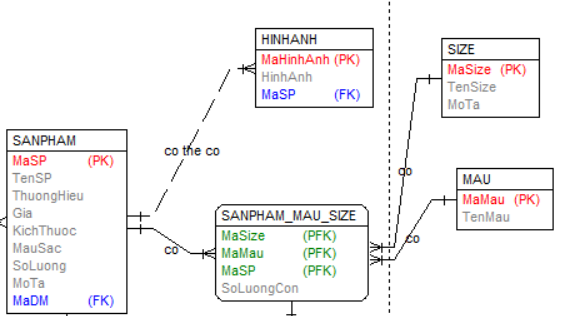 HINHANH
MaHinhAnh (PK)
HinhAnh
MaSP (FK)
SIZE
MaSize (PK)
TenSize
MoTa
SANPHAM
MaSP (PK)
TenSP
ThuongHieu
Gia
KichThuoc
MauSac
SoLuong
MoTa
MaDM (FK)
co the co
co
MAU
MaMau (PK)
TenMau
SANPHAM_MAU_SIZE
MaSize (PFK)
MaMau (PFK)
MaSP (PFK)
SoLuongCon
co
co